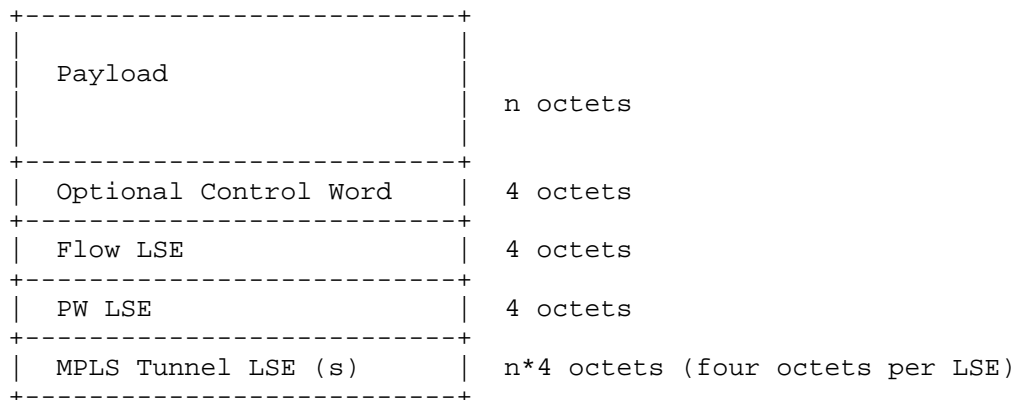 +---------------------------+
|                           |
|  Payload                  |
|                           |  n octets
|                           |
+---------------------------+
|  Optional Control Word    |  4 octets
+---------------------------+
|  Flow LSE                 |  4 octets
+---------------------------+
|  PW LSE                   |  4 octets
+---------------------------+
|  MPLS Tunnel LSE (s)      |  n*4 octets (four octets per LSE)
+---------------------------+